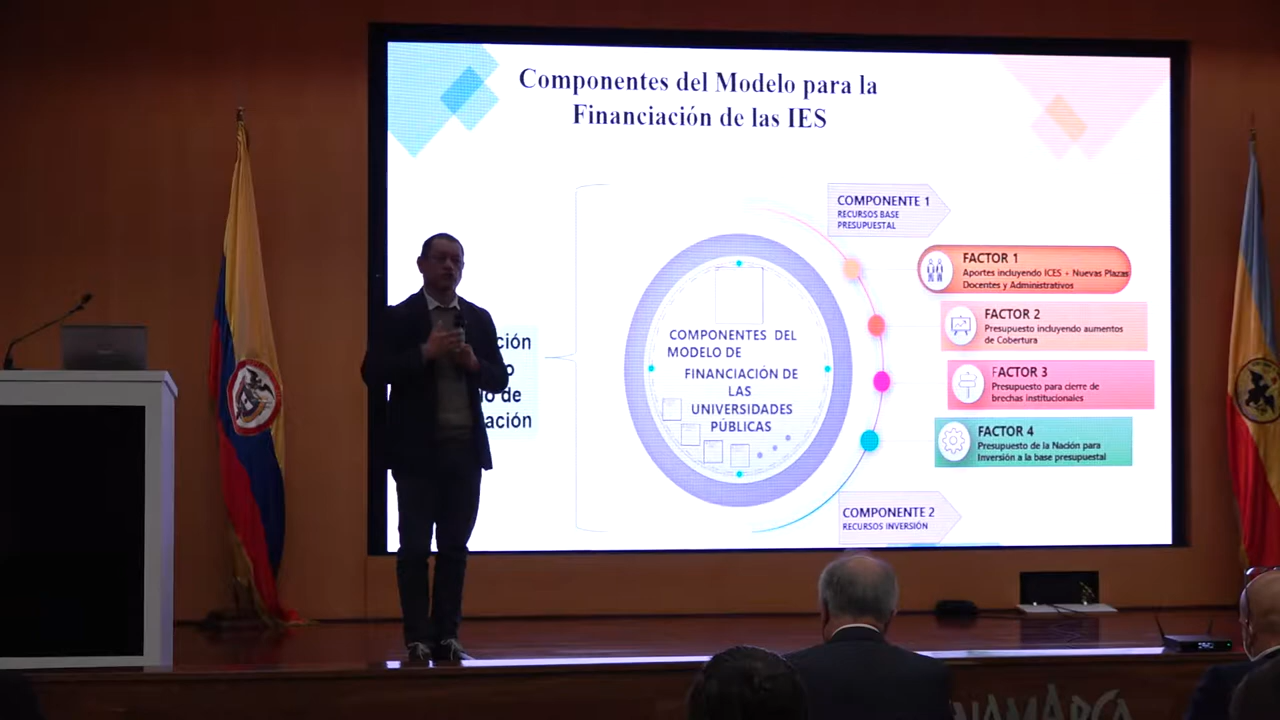 Componentes del Modelo para la
Financiación de las IES
COMPONENTE 1
RECURSOS BASE
PRESUPUESTAL
FACTOR 1
Aportes incluyendo ICES + Nuevas Plazas
Docentes y Administrativos
FACTOR 2
Presupuesto incluyendo aumentos
de Cobertura
FACTOR 3
Presupuesto para cierre de
brechas institucionales
FACTOR 4
Presupuesto de la Nación para
Inversión a la base presupuestal
COMPONENTE 2
RECURSOS INVERSIÓN
COMPONENTES DEL
MODELO DE
FINANCIACIÓN DE
LAS
UNIVERSIDADES
PÚBLICAS
de